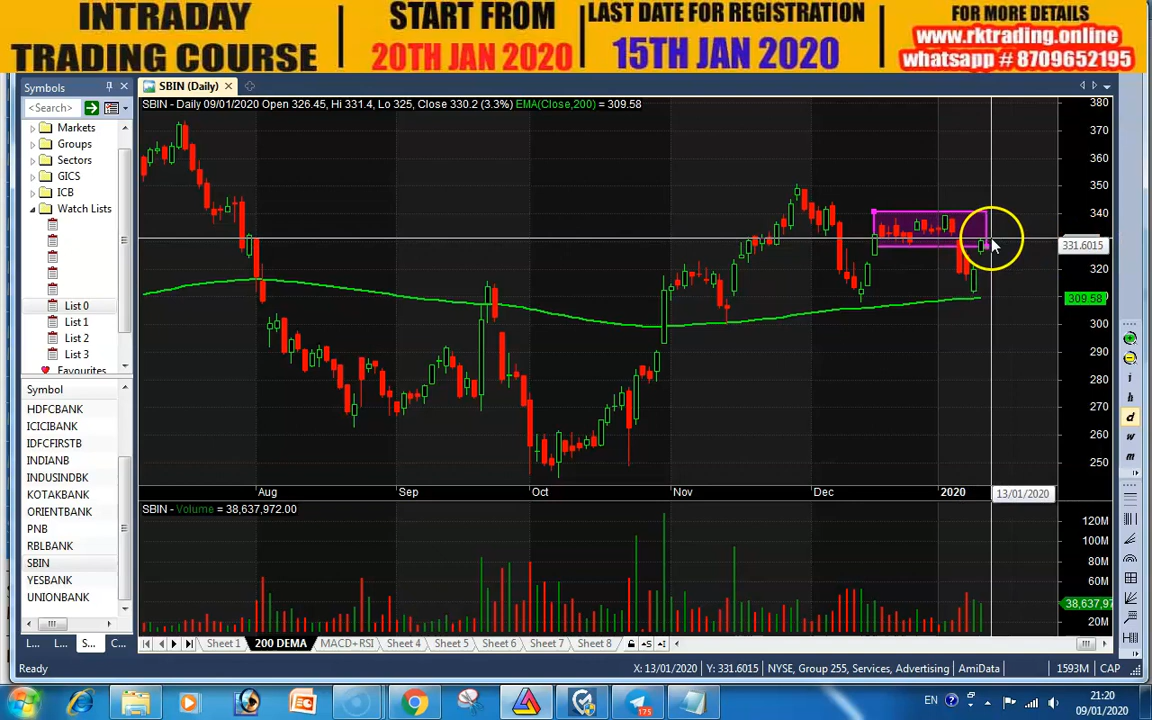 INTRADAY
TRADING COURSE
START FROM
20TH JAN 2020
LAST DATE FOR REGISTRATION
15TH JAN 2020
FOR MORE DETAILS
www.rktrading.online
whatsapp # 8709652195
Symbols
SBIN (Daily)
<Search>
SBIN - Daily 09/01/2020 Open 326.45, Hi 331.4, Lo 325, Close 330.2 (3.3%) EMA(Close,200) = 309.58
Markets
Groups
Sectors
GICS
ICB
Watch Lists
List 0
List 1
List 2
List 3
Favourites
380
370
360
350
340
331.6015
320
309.58
300
290
280
270
260
250
Aug
Sep
Oct
Nov
Dec
2020
13/01/2020
Symbol
HDFCBANK
ICICIBANK
IDFCFIRSTB
INDIANB
INDUSINDBK
KOTAKBANK
ORIENTBANK
PNB
RBLBANK
SBIN
YESBANK
UNIONBANK
SBIN - Volume = 38,637,972.00
120M
100M
80M
60M
38,637,97
20M
i
h
d
w
m
L...
L...
S...
C...
Sheet 1
200 DEMA
MACD+RSI
Sheet 4
Sheet 5
Sheet 6
Sheet 7
Sheet 8
Ready
X: 13/01/2020
Y: 331.6015
NYSE, Group 255, Services, Advertising
AmiData
1593M
CAP
175
EN
21:20
09/01/2020